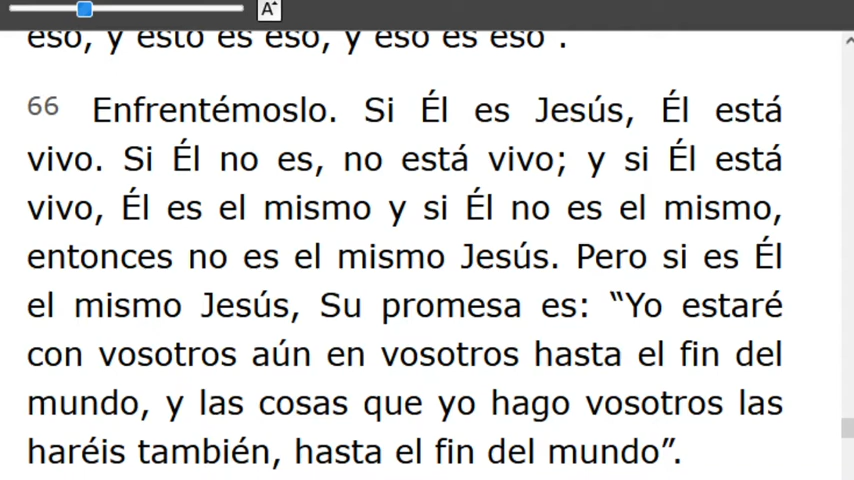 A
eso, y esto es eso, y eso es eso .
66 Enfrentémoslo. Si Él es Jesús, Él está
vivo. Si Él no es, no está vivo; y si Él está
vivo, Él es el mismo y si Él no es el mismo,
entonces no es el mismo Jesús. Pero si es Él
el mismo Jesús, Su promesa es: “Yo estaré
con vosotros aún en vosotros hasta el fin del
mundo, y las cosas que yo hago vosotros las
haréis también, hasta el fin del mundo”.